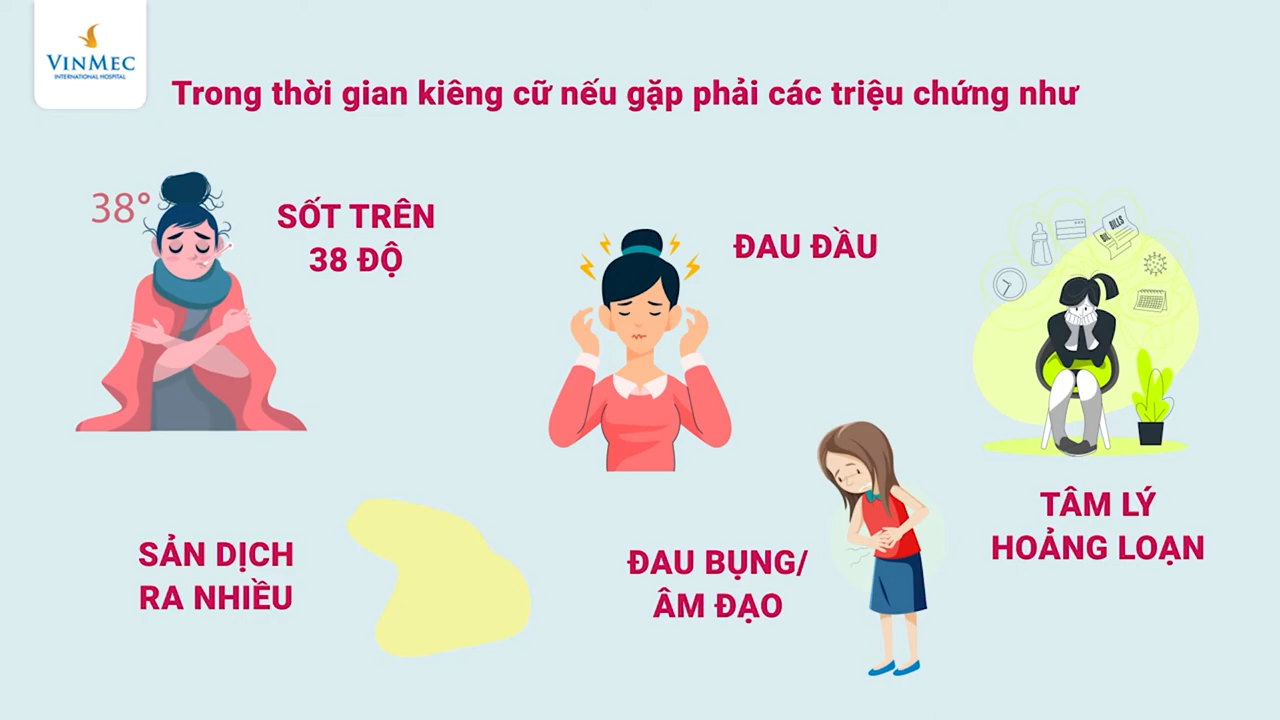 VINMEC
INTERNATIONAL HOSPITAL
Trong thời gian kiêng cữ nếu gặp phải các triệu chứng như
38°
SỐT TRÊN
38 ĐỘ
ĐAU ĐẦU
BILLS
TÂM LÝ
HOẢNG LOẠN
SẢN DỊCH
RA NHIỀU
ĐAU BỤNG/
ÂM ĐẠO